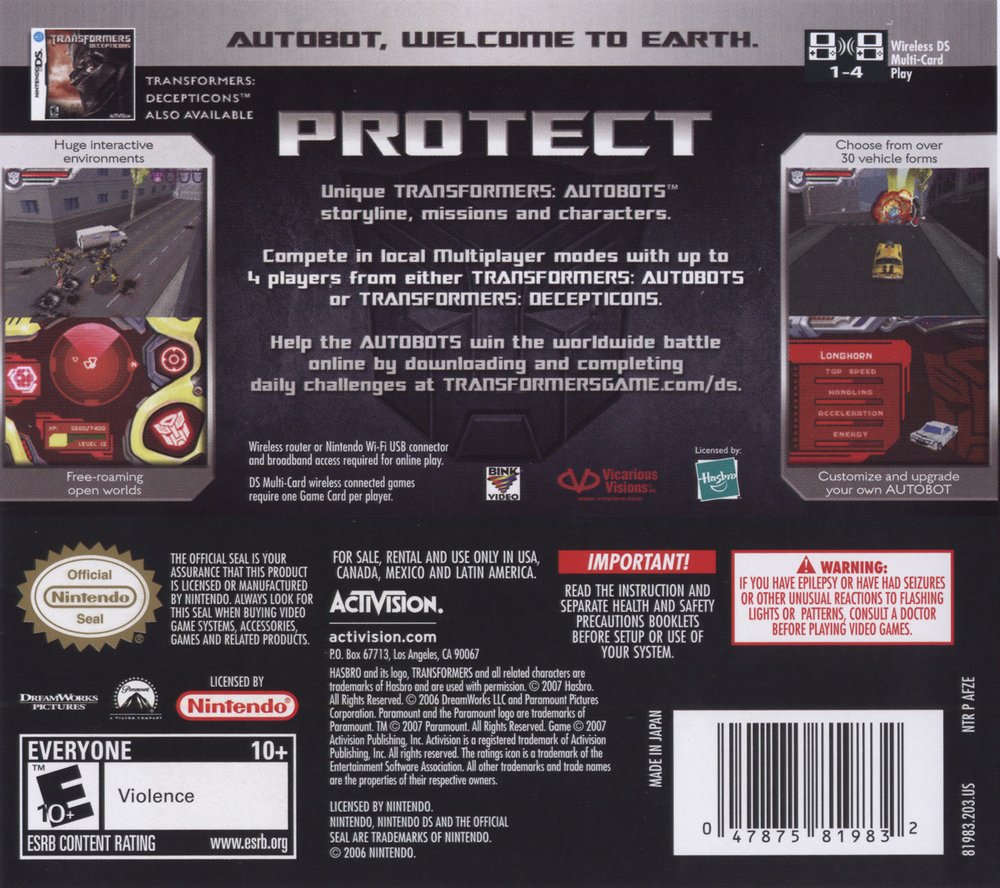 AUTOBOT, WELCOME TO EARTH.
NINTENDO DS
TRANSFORMERS
DECEPTICONS
ACTIVISION
TRANSFORMERS:
DECEPTICONS™
ALSO AVAILABLE
1-4
Wireless DS
Multi-Card
Play
PROTECT
Huge interactive
environments
Unique TRANSFORMERS: AUTOBOTS™
storyline, missions and characters.
Compete in local Multiplayer modes with up to
4 players from either TRANSFORMERS: AUTOBOTS
or TRANSFORMERS: DECEPTICONS.
Help the AUTOBOTS win the worldwide battle
online by downloading and completing
daily challenges at TRANSFORMERSGAME.com/ds.
N
XP: 2600/7400
LEVEL 12
Free-roaming
open worlds
Choose from over
30 vehicle forms
LONGHORN
TOP SPEED
HANDLING
ACCELERATION
ENERGY
Customize and upgrade
your own AUTOBOT
Wireless router or Nintendo Wi-Fi USB connector
and broadband access required for online play.
DS Multi-Card wireless connected games
require one Game Card per player.
BINK
VIDEO
Vicarious
Visions
www.vvisions.com
Licensed by:
Hasbro
Official
Nintendo
Seal
THE OFFICIAL SEAL IS YOUR
ASSURANCE THAT THIS PRODUCT
IS LICENSED OR MANUFACTURED
BY NINTENDO. ALWAYS LOOK FOR
THIS SEAL WHEN BUYING VIDEO
GAME SYSTEMS, ACCESSORIES,
GAMES AND RELATED PRODUCTS.
FOR SALE, RENTAL AND USE ONLY IN USA,
CANADA, MEXICO AND LATIN AMERICA.
ACTIVISION.
activision.com
P.O. Box 67713, Los Angeles, CA 90067
IMPORTANT!
READ THE INSTRUCTION AND
SEPARATE HEALTH AND SAFETY
PRECAUTIONS BOOKLETS
BEFORE SETUP OR USE OF
YOUR SYSTEM.
WARNING:
IF YOU HAVE EPILEPSY OR HAVE HAD SEIZURES
OR OTHER UNUSUAL REACTIONS TO FLASHING
LIGHTS OR PATTERNS, CONSULT A DOCTOR
BEFORE PLAYING VIDEO GAMES.
DREAMWORKS
PICTURES
Paramount
A VIACOM COMPANY
LICENSED BY
Nintendo®
HASBRO and its logo, TRANSFORMERS and all related characters are
trademarks of Hasbro and are used with permission. © 2007 Hasbro.
All Rights Reserved. © 2006 DreamWorks LLC and Paramount Pictures
Corporation. Paramount and the Paramount logo are trademarks of
Paramount. TM © 2007 Paramount. All Rights Reserved. Game © 2007
Activision Publishing, Inc. Activision is a registered trademark of Activision
Publishing, Inc. All rights reserved. The ratings icon is a trademark of the
Entertainment Software Association. All other trademarks and trade names
are the properties of their respective owners.
LICENSED BY NINTENDO.
NINTENDO, NINTENDO DS AND THE OFFICIAL
SEAL ARE TRADEMARKS OF NINTENDO.
© 2006 NINTENDO.
EVERYONE 10+
™
E
10+
Violence
ESRB CONTENT RATING www.esrb.org
MADE IN JAPAN
0 47875 81983 2
NTR P AFZE
81983.203.US